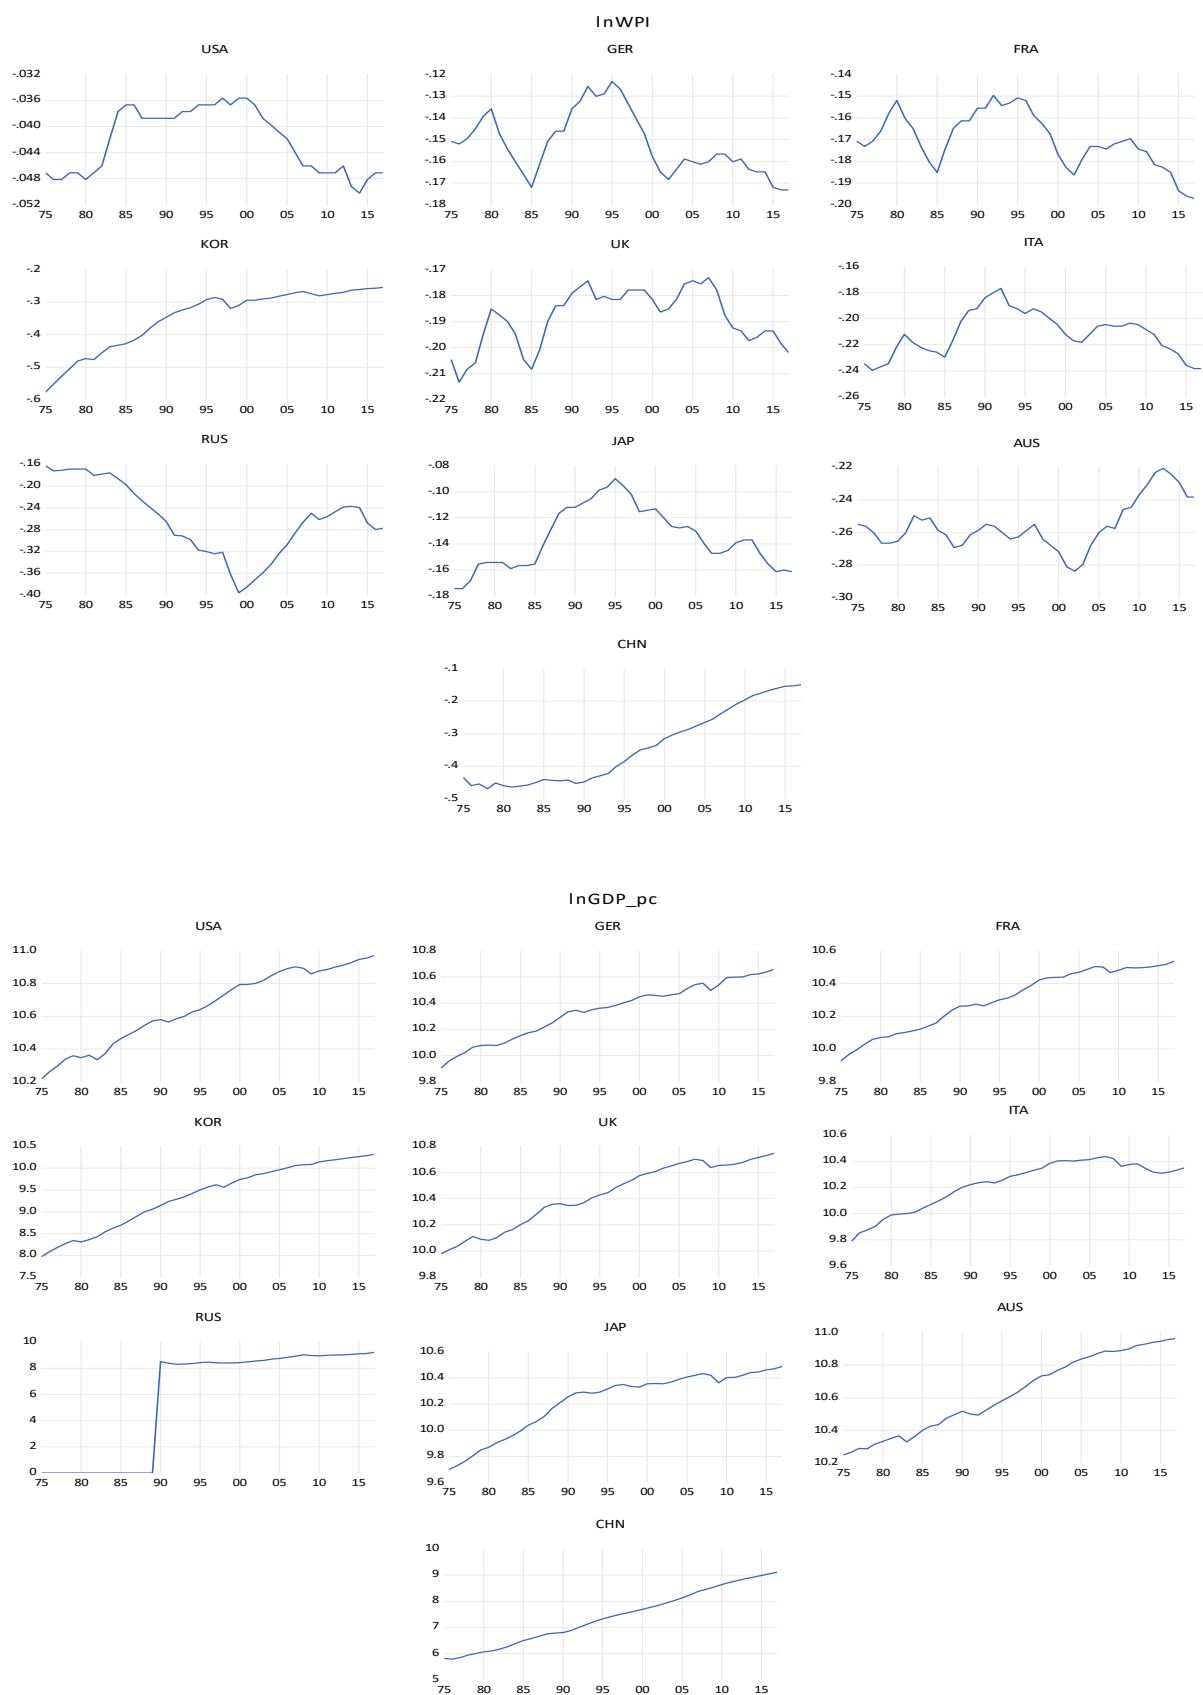 lnWPI
USA GER FRA
-.032 -.12 -.14
-.036 -.13 -.15
-.040 -.14 -.16
-.044 -.15 -.17
-.048 -.16 -.18
-.052 -.17 -.19
-.18 -.20
75 80 85 90 95 00 05 10 15 75 80 85 90 95 00 05 10 15 75 80 85 90 95 00 05 10 15
KOR UK ITA
-.2 -.17 -.16
-.3 -.18 -.18
-.4 -.19 -.20
-.5 -.20 -.22
-.6 -.21 -.24
-.22 -.26
75 80 85 90 95 00 05 10 15 75 80 85 90 95 00 05 10 15 75 80 85 90 95 00 05 10 15
RUS JAP AUS
-.16 -.08 -.22
-.20 -.10 -.24
-.24 -.12 -.26
-.28 -.14 -.28
-.32 -.16 -.30
-.36 -.18
-.40
75 80 85 90 95 00 05 10 15 75 80 85 90 95 00 05 10 15 75 80 85 90 95 00 05 10 15
CHN
-.1
-.2
-.3
-.4
-.5
75 80 85 90 95 00 05 10 15
lnGDP_pc
USA GER FRA
11.0 10.8 10.6
10.8 10.6 10.4
10.6 10.4 10.2
10.4 10.2 10.0
10.2 10.0 9.8
9.8
75 80 85 90 95 00 05 10 15 75 80 85 90 95 00 05 10 15 75 80 85 90 95 00 05 10 15
KOR UK ITA
10.5 10.8 10.6
10.0 10.6 10.4
9.5 10.4 10.2
9.0 10.2 10.0
8.5 10.0 9.8
8.0 9.8 9.6
7.5
75 80 85 90 95 00 05 10 15 75 80 85 90 95 00 05 10 15 75 80 85 90 95 00 05 10 15
RUS JAP AUS
10 10.6 11.0
8 10.4 10.8
6 10.2 10.6
4 10.0 10.4
2 9.8 10.2
0 9.6
75 80 85 90 95 00 05 10 15 75 80 85 90 95 00 05 10 15 75 80 85 90 95 00 05 10 15
CHN
10
9
8
7
6
5
75 80 85 90 95 00 05 10 15